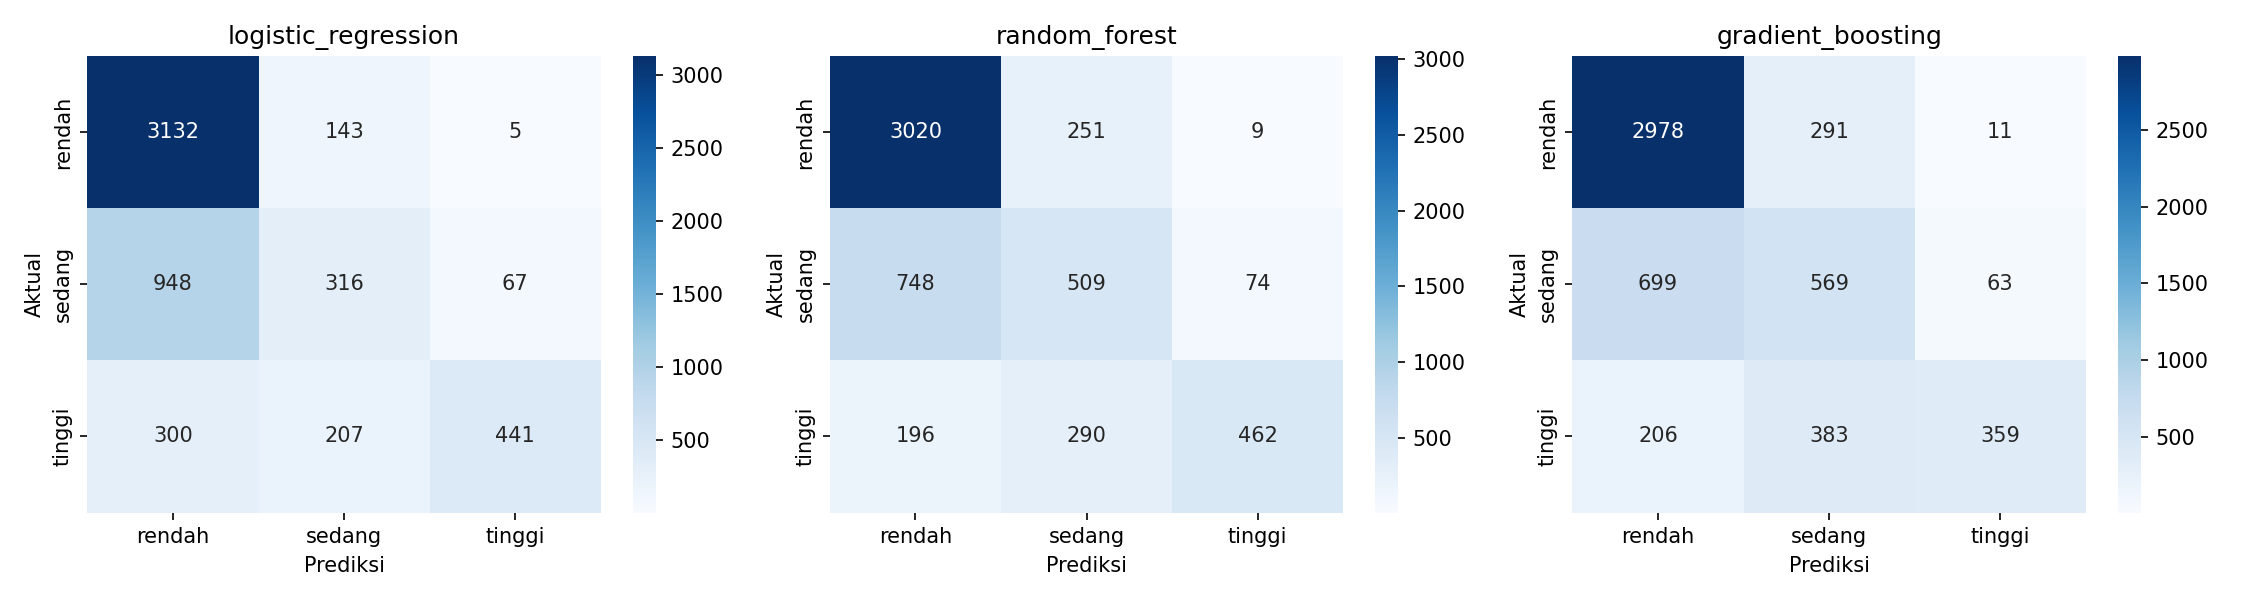 logistic_regression
rendah 3132 143 5
sedang 948 316 67
tinggi 300 207 441
Aktual
rendah sedang tinggi
Prediksi
3000
2500
2000
1500
1000
500
random_forest
rendah 3020 251 9
sedang 748 509 74
tinggi 196 290 462
Aktual
rendah sedang tinggi
Prediksi
3000
2500
2000
1500
1000
500
gradient_boosting
rendah 2978 291 11
sedang 699 569 63
tinggi 206 383 359
Aktual
rendah sedang tinggi
Prediksi
2500
2000
1500
1000
500